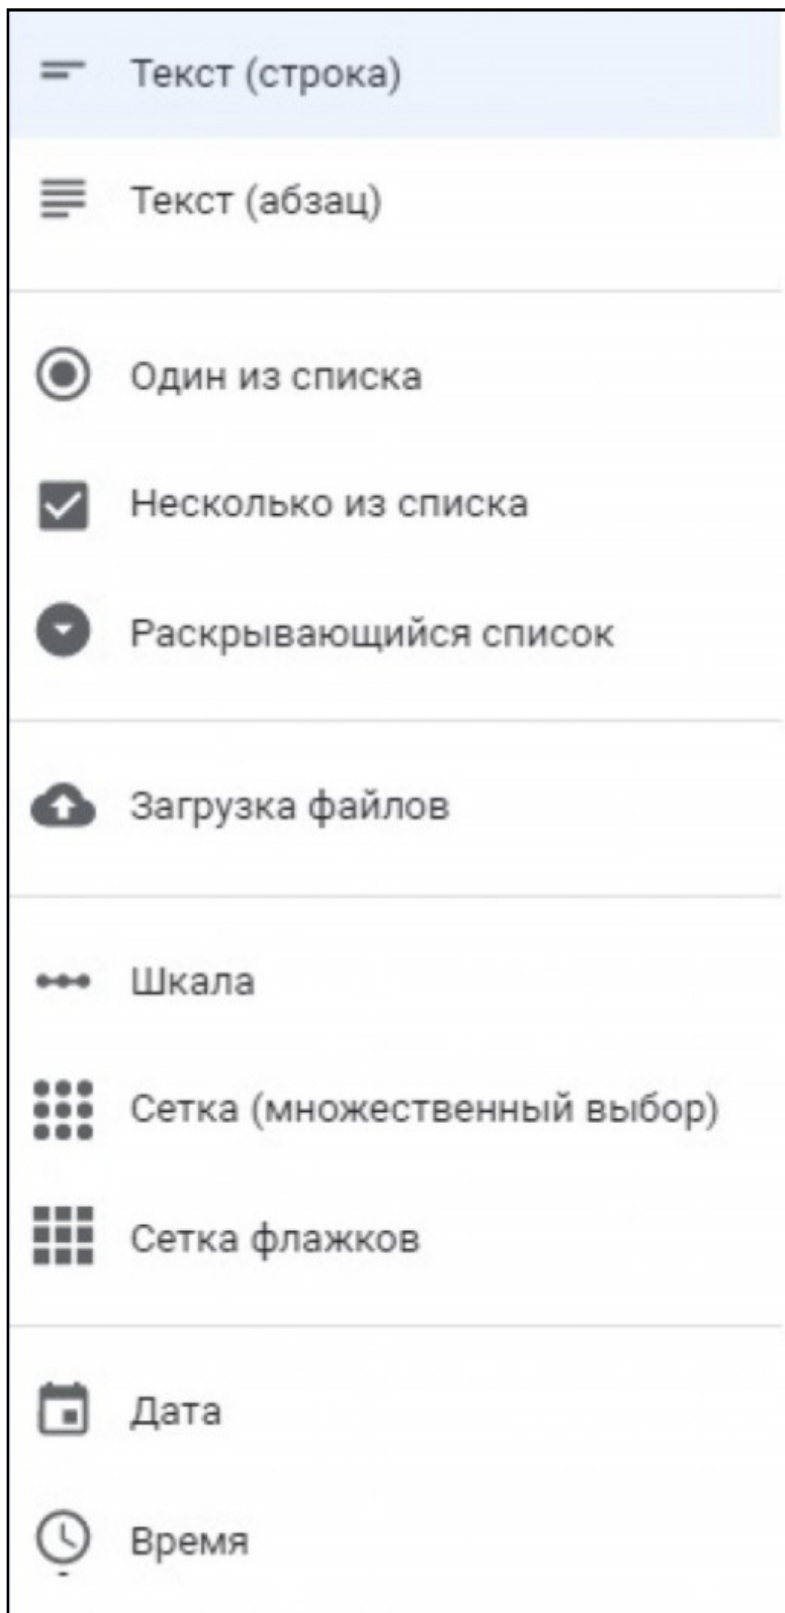 Текст (строка)
Текст (абзац)
Один из списка
Несколько из списка
Раскрывающийся список
Загрузка файлов
Шкала
Сетка (множественный выбор)
Сетка флажков
Дата
Время